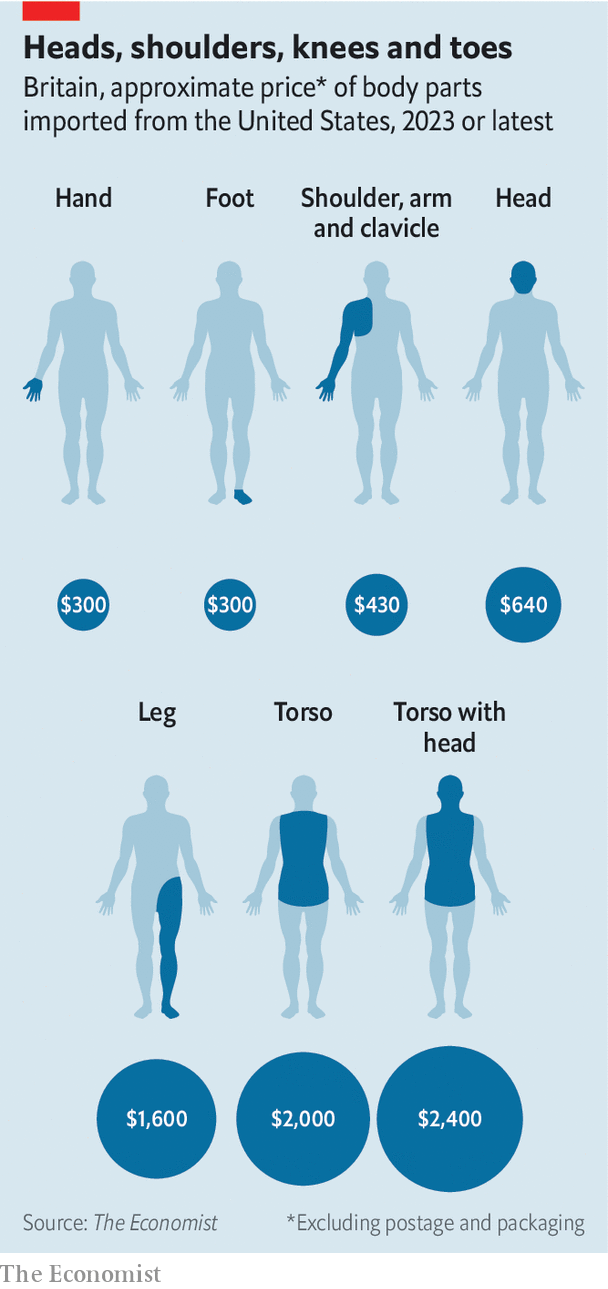 Heads, shoulders, knees and toes
Britain, approximate price* of body parts
imported from the United States, 2023 or latest
Hand
Foot
Shoulder, arm
and clavicle
Head
$300
$300
$430
$640
Leg
Torso
Torso with
head
$1,600
$2,000
$2,400
Source: The Economist
*Excluding postage and packaging
The Economist